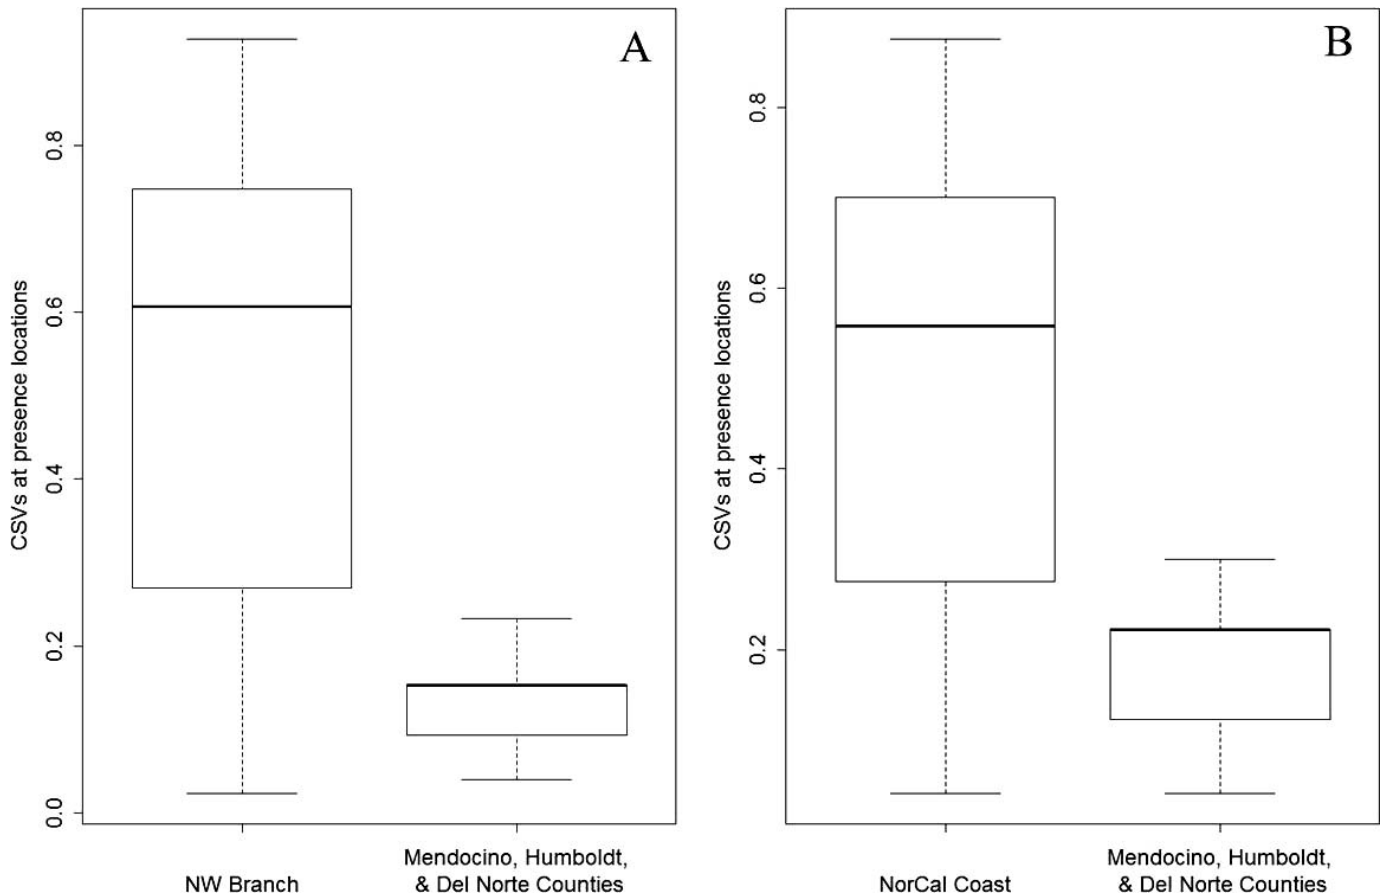 A
CSVs at presence locations
0.8
0.6
0.4
0.2
0.0
NW Branch
Mendocino, Humboldt,
& Del Norte Counties
B
CSVs at presence locations
0.8
0.6
0.4
0.2
NorCal Coast
Mendocino, Humboldt,
& Del Norte Counties